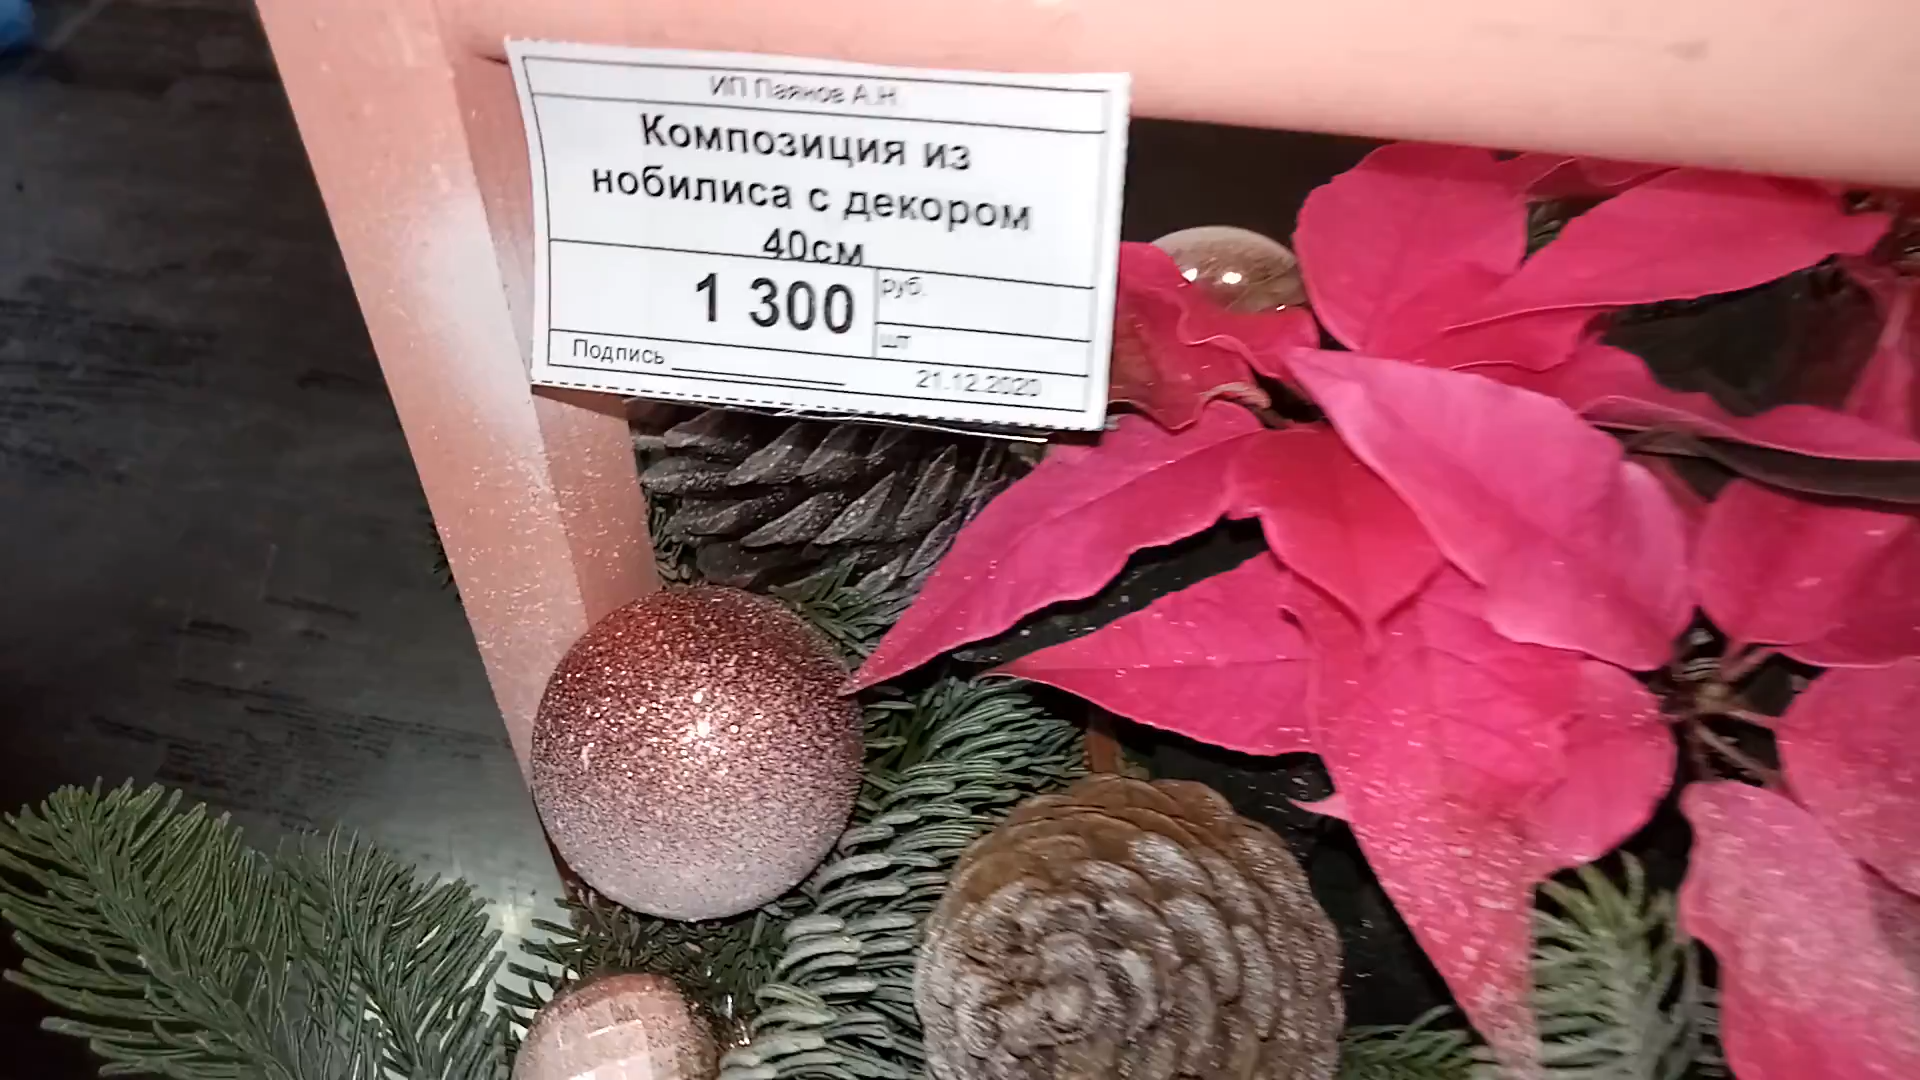 ИП Паянов А.Н.
Композиция из
нобилиса с декором
40см
1 300
руб.
шт
Подпись
21.12.2020